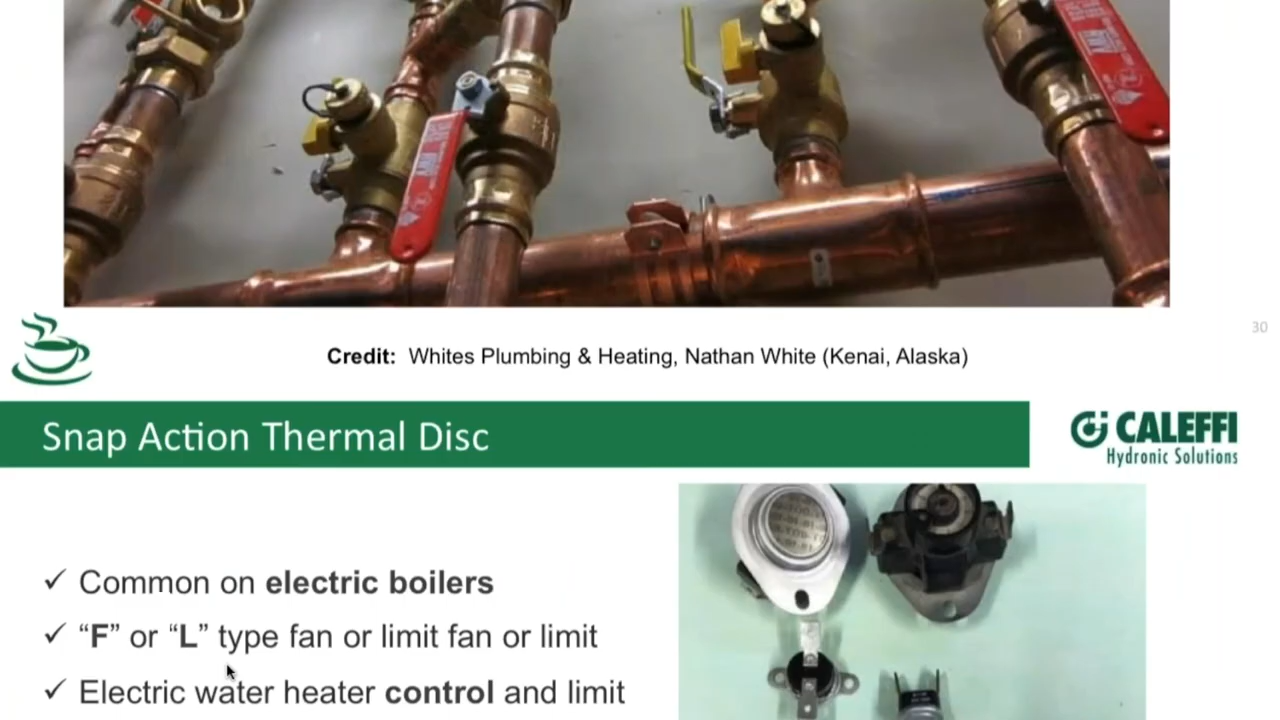 30
Credit: Whites Plumbing & Heating, Nathan White (Kenai, Alaska)
Snap Action Thermal Disc
CALEFFI
Hydronic Solutions
✓ Common on electric boilers
✓ “F” or “L” type fan or limit fan or limit
✓ Electric water heater control and limit